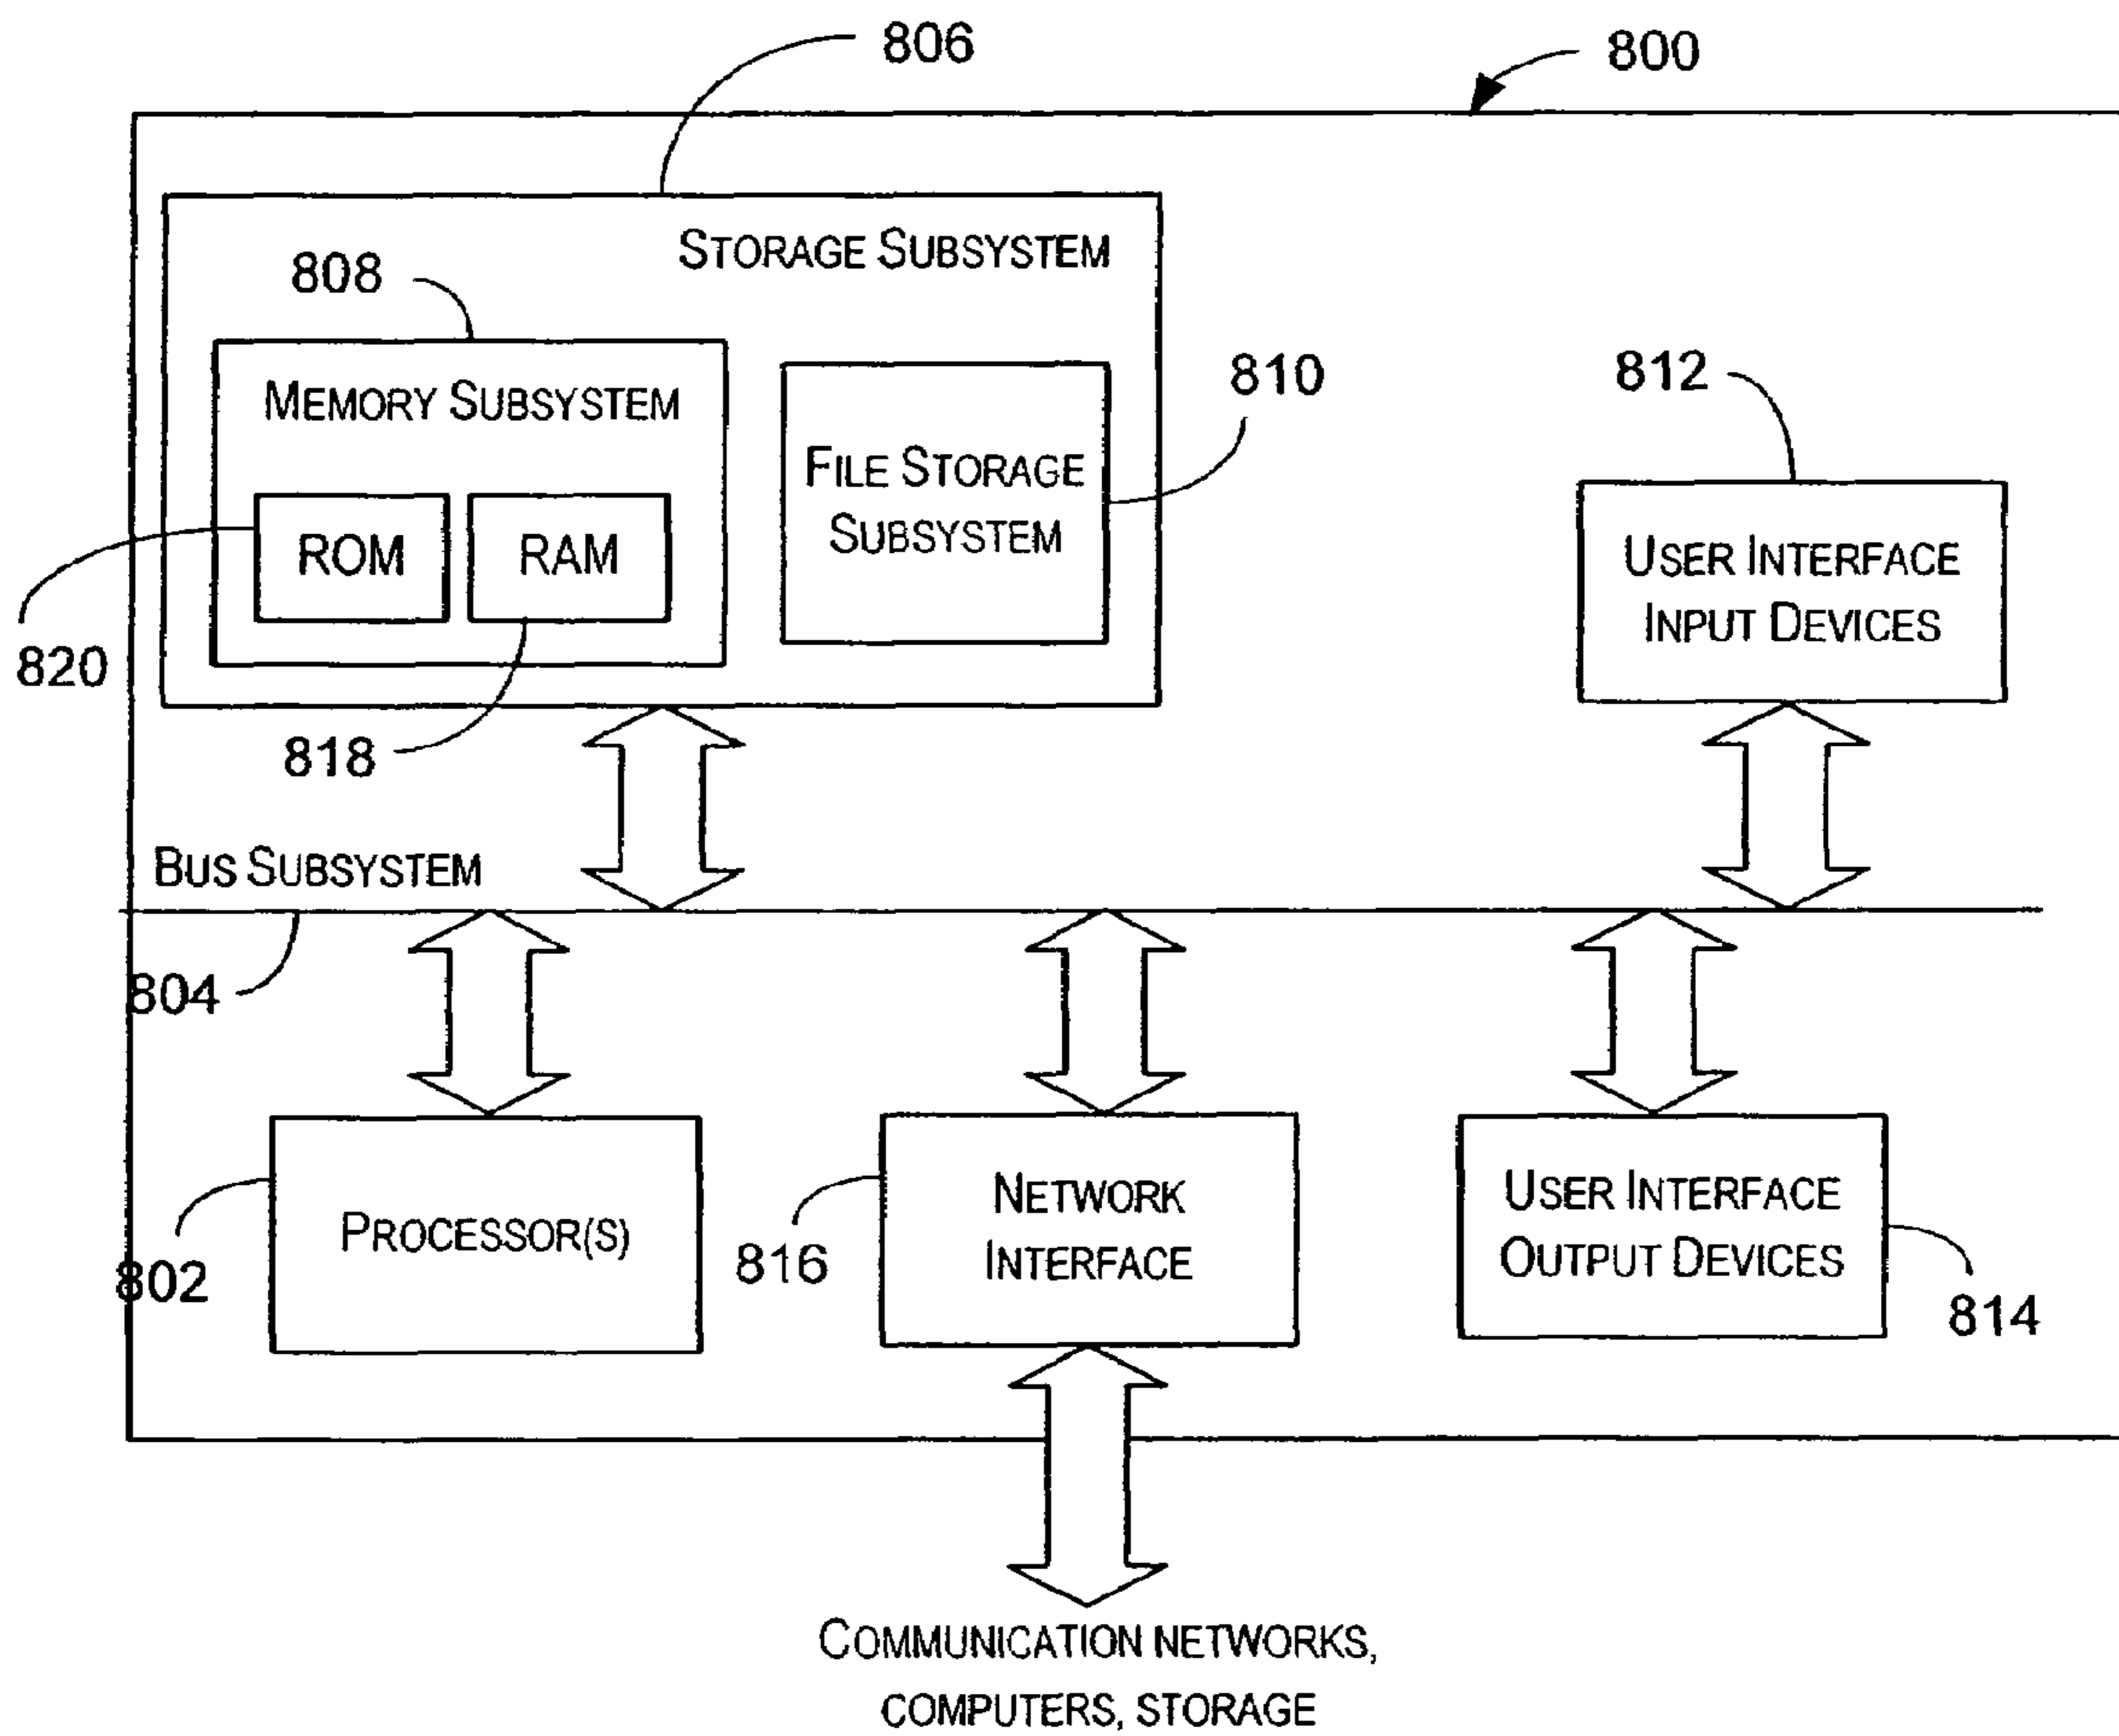 806
800
STORAGE SUBSYSTEM
808
MEMORY SUBSYSTEM
810
812
FILE STORAGE
SUBSYSTEM
ROM
RAM
USER INTERFACE
INPUT DEVICES
820
818
BUS SUBSYSTEM
804
PROCESSOR(S)
802
NETWORK
INTERFACE
816
USER INTERFACE
OUTPUT DEVICES
814
COMMUNICATION NETWORKS,
COMPUTERS, STORAGE